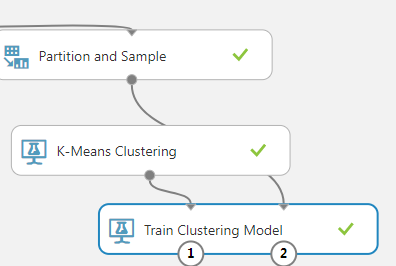 Partition and Sample
K-Means Clustering
Train Clustering Model
1 2